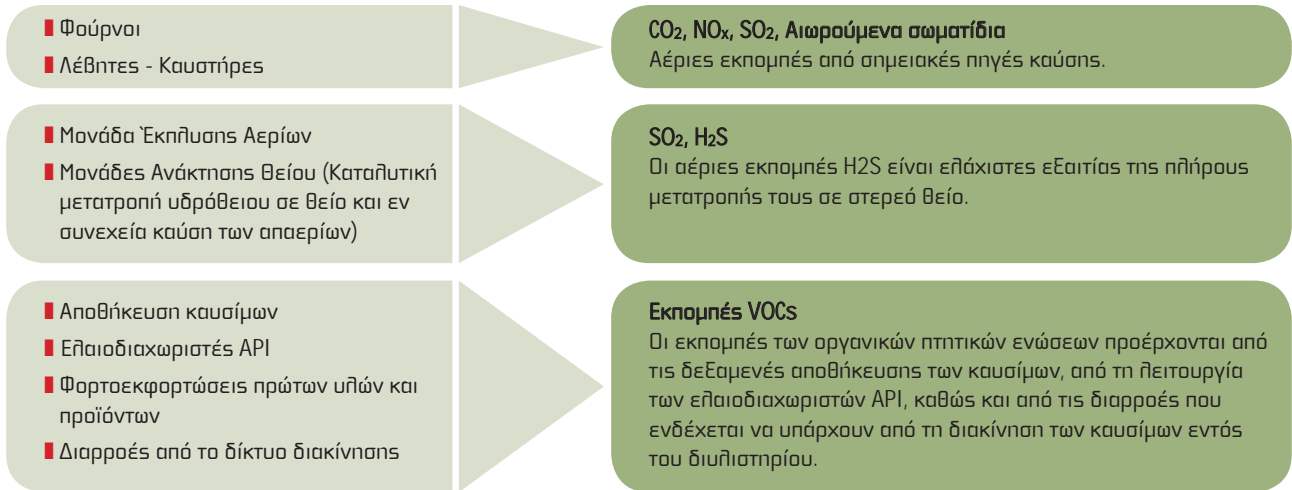 Φούρνοι
Λέβητες - Καυστήρες
CO2, NOx, SO2, Αιωρούμενα σωματίδια
Αέριες εκπομπές από σημειακές πηγές καύσης.
Μονάδα Έκπλυσης Αερίων
Μονάδες Ανάκτησης Θείου (Καταλυτική
μετατροπή υδρόθειου σε θείο και εν
συνεχεία καύση των απαερίων)
SO2, H2S
Οι αέριες εκπομπές H2S είναι ελάχιστες εξαιτίας της πλήρους
μετατροπής τους σε στερεό θείο.
Αποθήκευση καυσίμων
Ελαιοδιαχωριστές API
Φορτοεκφορτώσεις πρώτων υλών και
προϊόντων
Διαρροές από το δίκτυο διακίνησης
Εκπομπές VOCs
Οι εκπομπές των οργανικών πτητικών ενώσεων προέρχονται από
τις δεξαμενές αποθήκευσης των καυσίμων, από τη λειτουργία
των ελαιοδιαχωριστών API, καθώς και από τις διαρροές που
ενδέχεται να υπάρχουν από τη διακίνηση των καυσίμων εντός
του διυλιστηρίου.